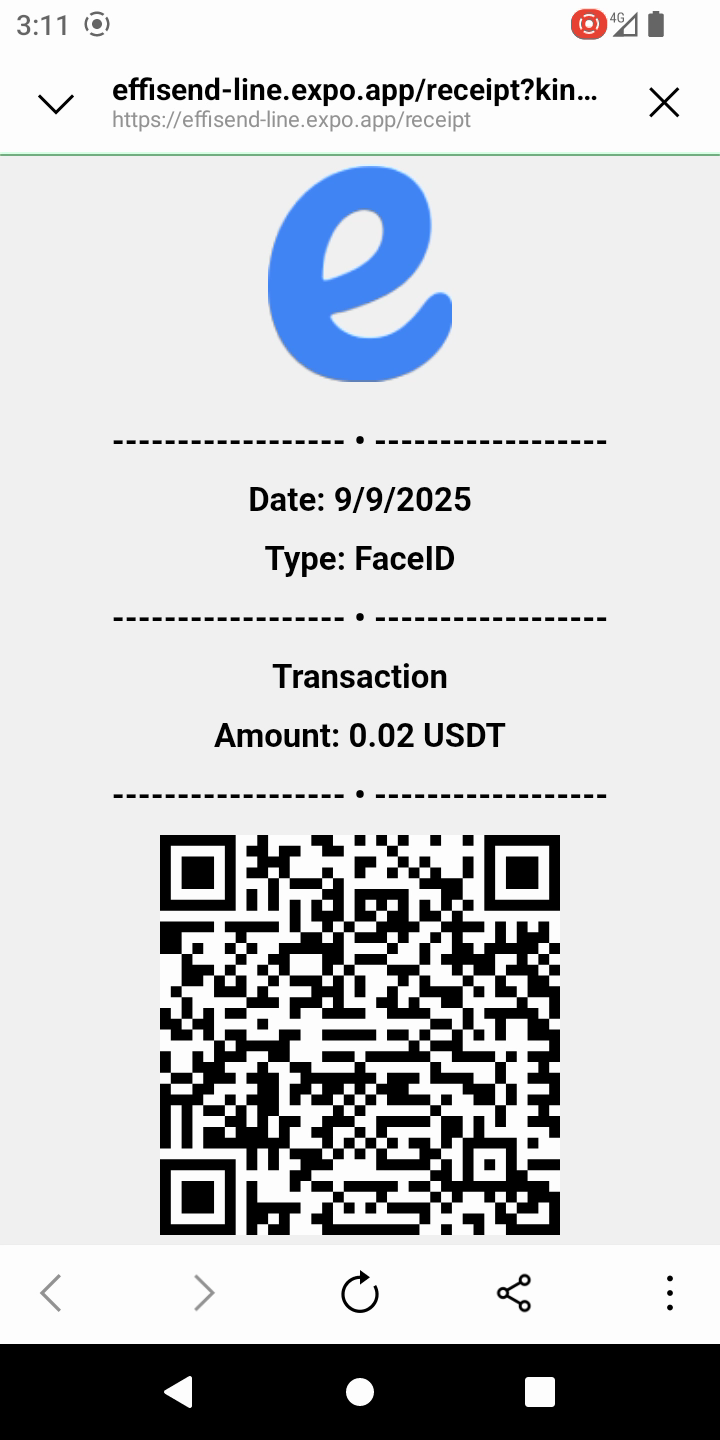 3:11
4G
effisend-line.expo.app/receipt?kin...
https://effisend-line.expo.app/receipt
e
------------------ • ------------------
Date: 9/9/2025
Type: FaceID
------------------ • ------------------
Transaction
Amount: 0.02 USDT
------------------ • ------------------